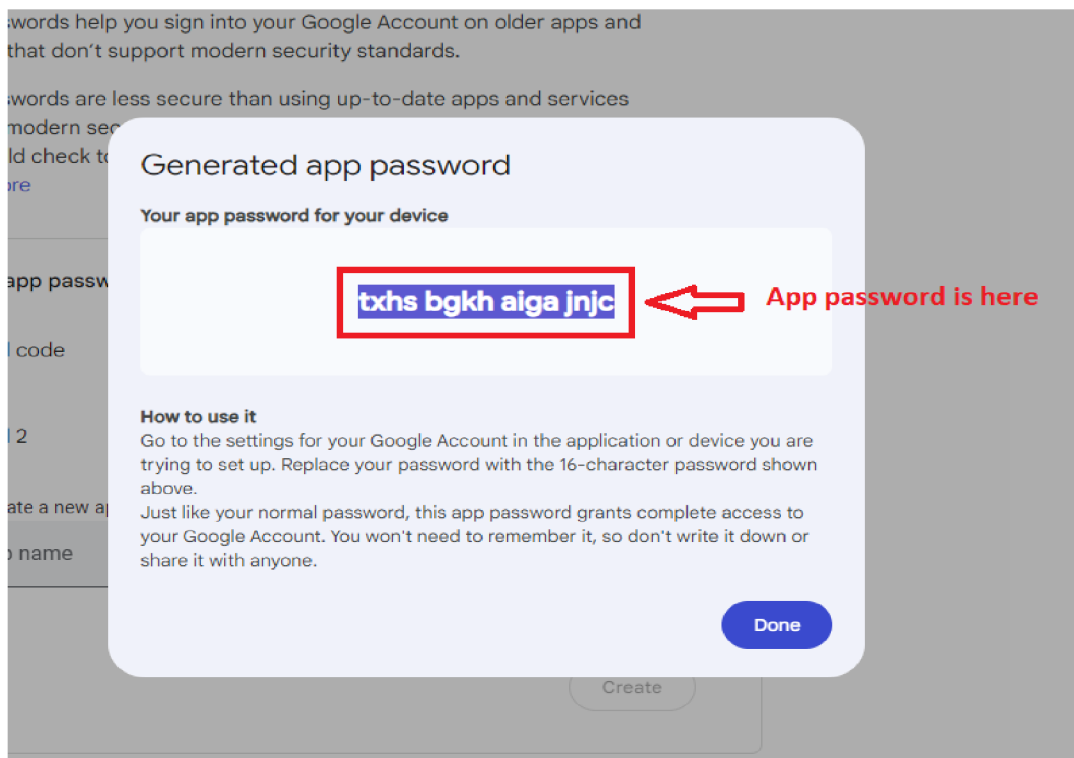 swords help you sign into your Google Account on older apps and
that don't support modern security standards.
swords are less secure than using up-to-date apps and services
modern sec
ld check to
ore
Generated app password
Your app password for your device
app passw
txhs bgkh aiga jnjc
App password is here
code
How to use it
2
Go to the settings for your Google Account in the application or device you are
trying to set up. Replace your password with the 16-character password shown
above.
ate a new ap
Just like your normal password, this app password grants complete access to
your Google Account. You won't need to remember it, so don't write it down or
share it with anyone.
name
Done
Create